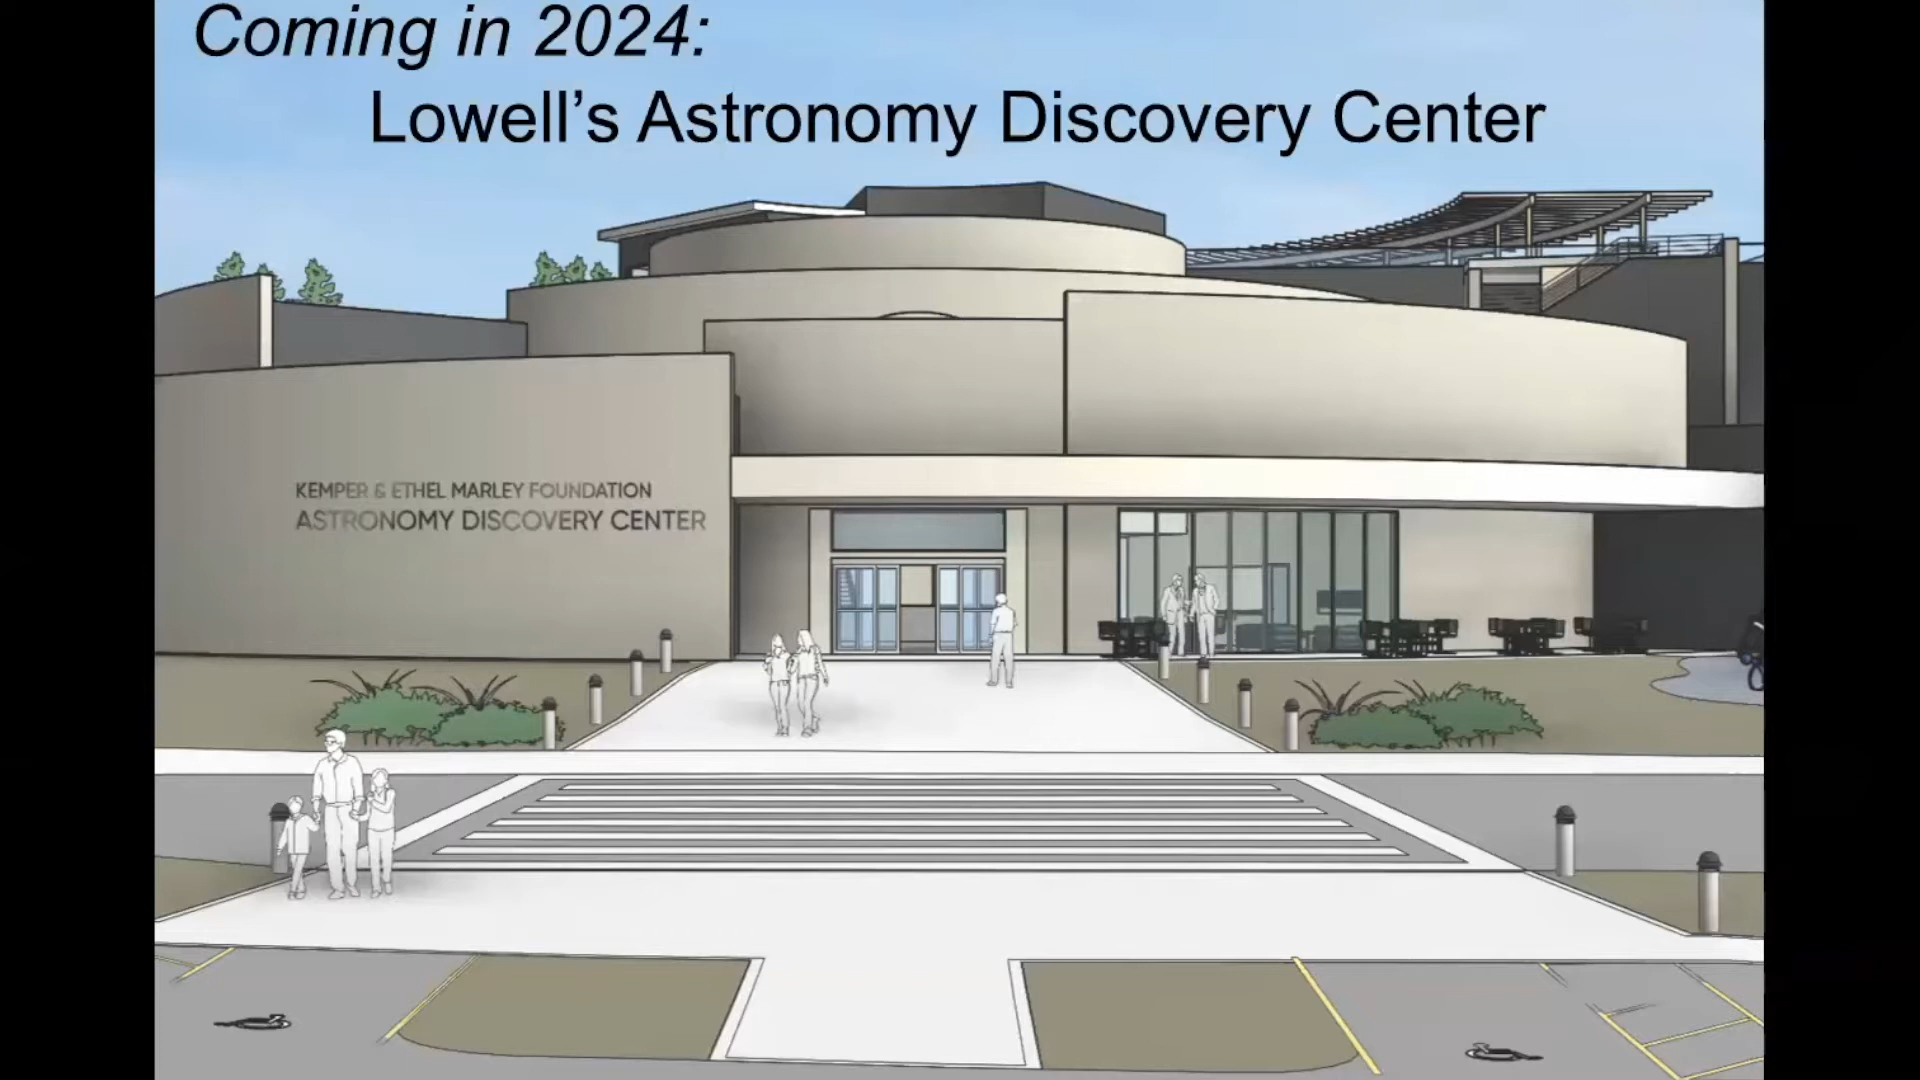 Coming in 2024:
Lowell’s Astronomy Discovery Center
KEMPER & ETHEL MARLEY FOUNDATION
ASTRONOMY DISCOVERY CENTER